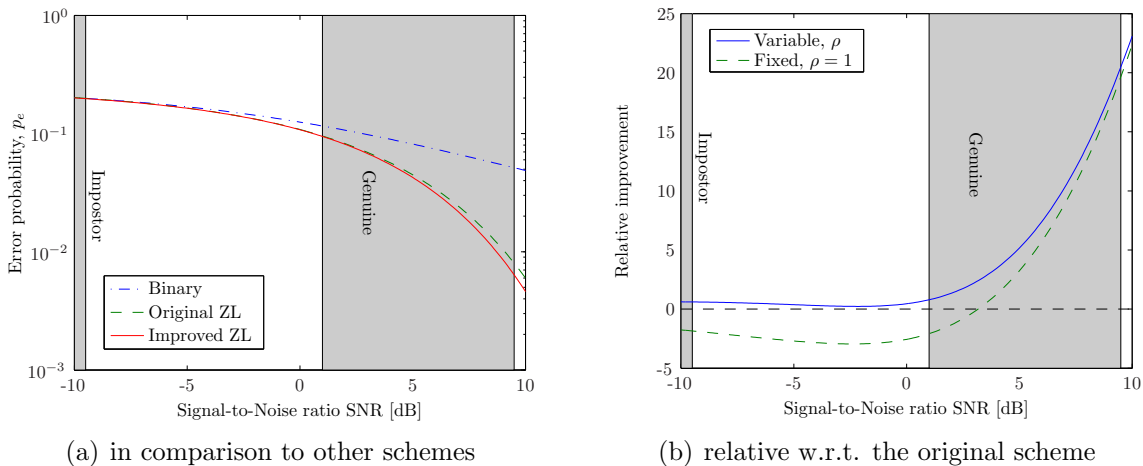 10^0
10^{-1}
10^{-2}
10^{-3}
Error probability, p_e
Impostor
Genuine
Binary
Original ZL
Improved ZL
-10 -5 0 5 10
Signal-to-Noise ratio SNR [dB]
(a) in comparison to other schemes
25
20
15
10
5
0
-5
Relative improvement
Variable, ρ
Fixed, ρ = 1
Impostor
Genuine
-10 -5 0 5 10
Signal-to-Noise ratio SNR [dB]
(b) relative w.r.t. the original scheme